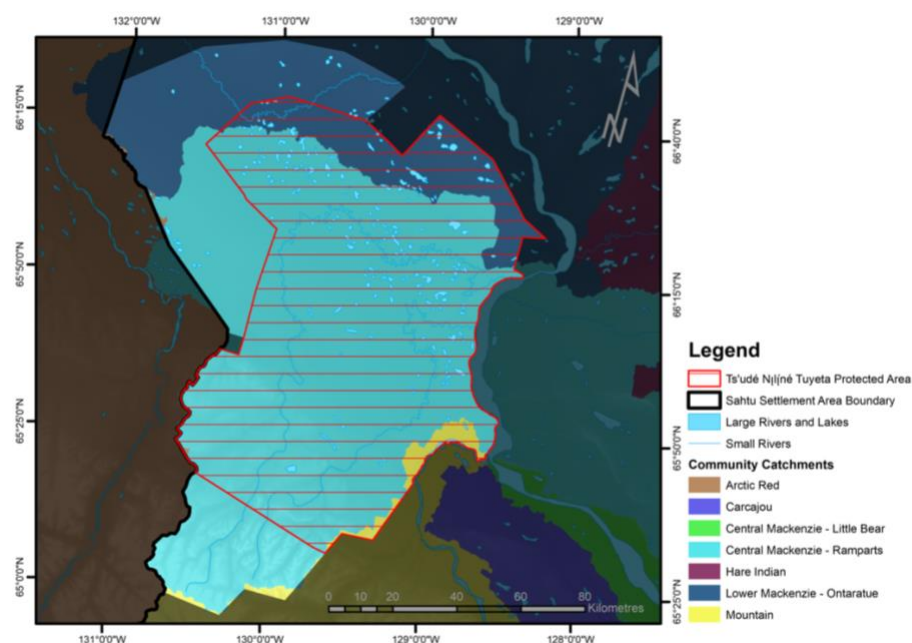 132°0'0"W 131°0'0"W 130°0'0"W 129°0'0"W
66°15'0"N
66°40'0"N
N
65°50'0"N
66°15'0"N
65°25'0"N
65°50'0"N
65°0'0"N
65°25'0"N
0 10 20 40 60 80
Kilometres
131°0'0"W 130°0'0"W 129°0'0"W 128°0'0"W
Legend
Ts'udé Nı̨lı̨né Tuyeta Protected Area
Sahtu Settlement Area Boundary
Large Rivers and Lakes
Small Rivers
Community Catchments
Arctic Red
Carcajou
Central Mackenzie - Little Bear
Central Mackenzie - Ramparts
Hare Indian
Lower Mackenzie - Ontaratue
Mountain